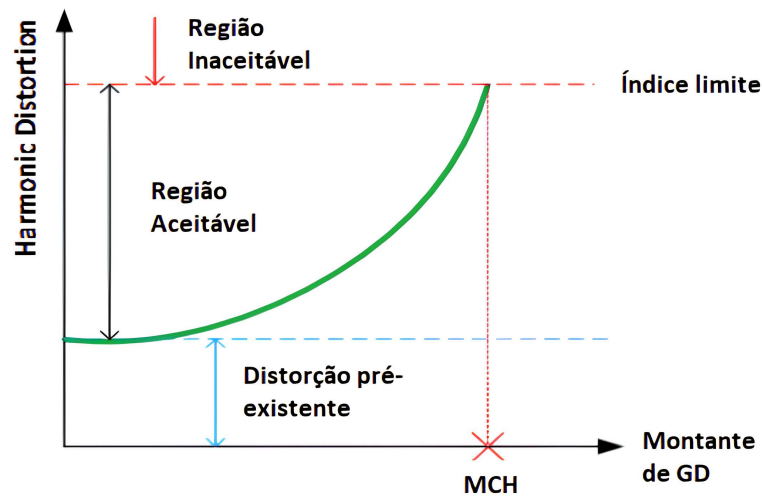 Harmonic Distortion
Região
Inaceitável
Índice limite
Região
Aceitável
Distorção pré-
existente
Montante
de GD
MCH